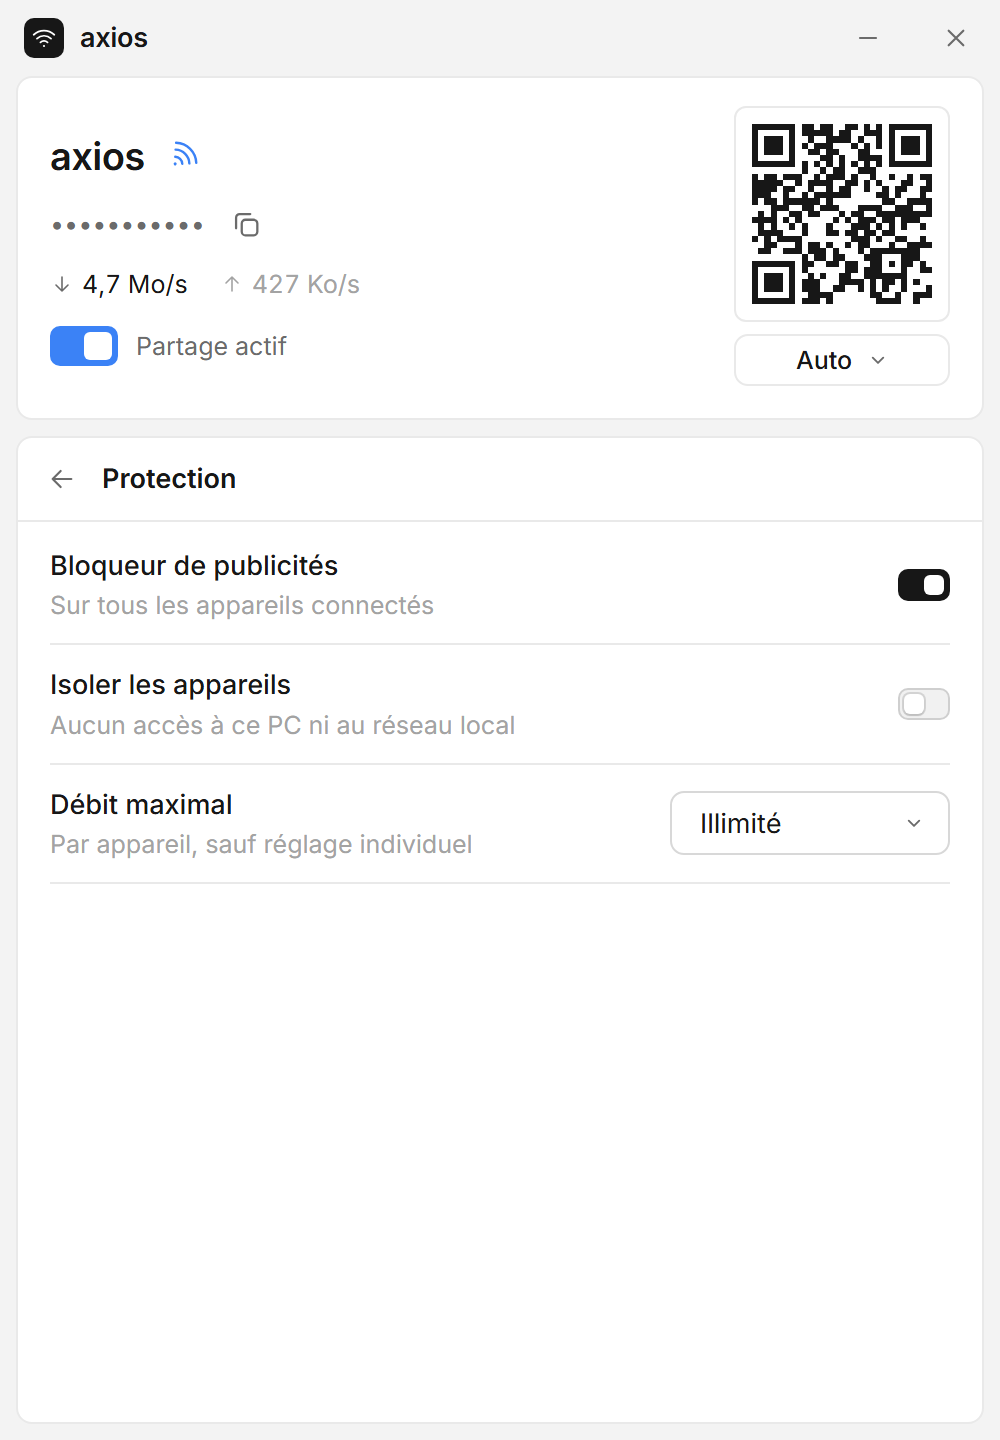 axios
axios
•••••••••••
4,7 Mo/s 427 Ko/s
Partage actif
Auto
Protection
Bloqueur de publicités
Sur tous les appareils connectés
Isoler les appareils
Aucun accès à ce PC ni au réseau local
Débit maximal
Par appareil, sauf réglage individuel
Illimité